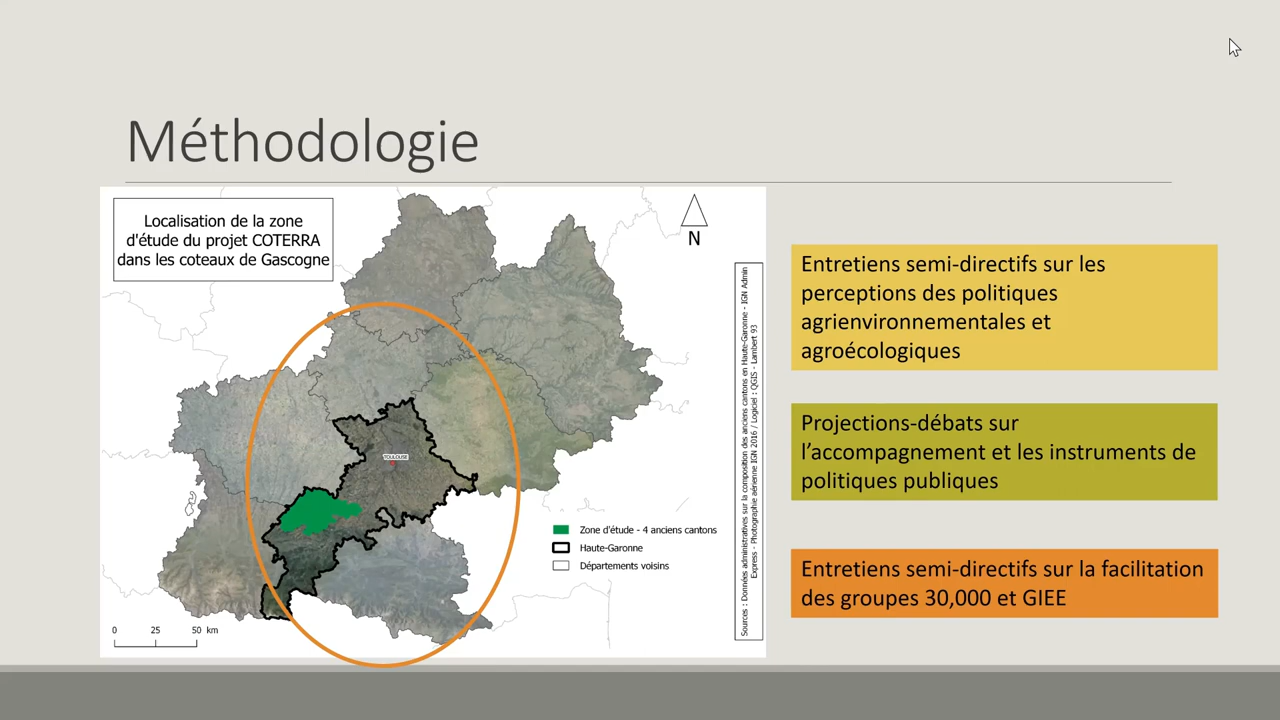 Méthodologie
Localisation de la zone
d'étude du projet COTERRA
dans les coteaux de Gascogne
N
TOULOUSE
Zone d'étude - 4 anciens cantons
Haute-Garonne
Départements voisins
0 25 50 km
Sources : Données administratives sur la composition des anciens cantons en Haute-Garonne - IGN Admin
Express - Photographie aérienne IGN 2016 / Logiciel : QGIS - Lambert 93
Entretiens semi-directifs sur les
perceptions des politiques
agrienvironnementales et
agroécologiques
Projections-débats sur
l'accompagnement et les instruments de
politiques publiques
Entretiens semi-directifs sur la facilitation
des groupes 30,000 et GIEE